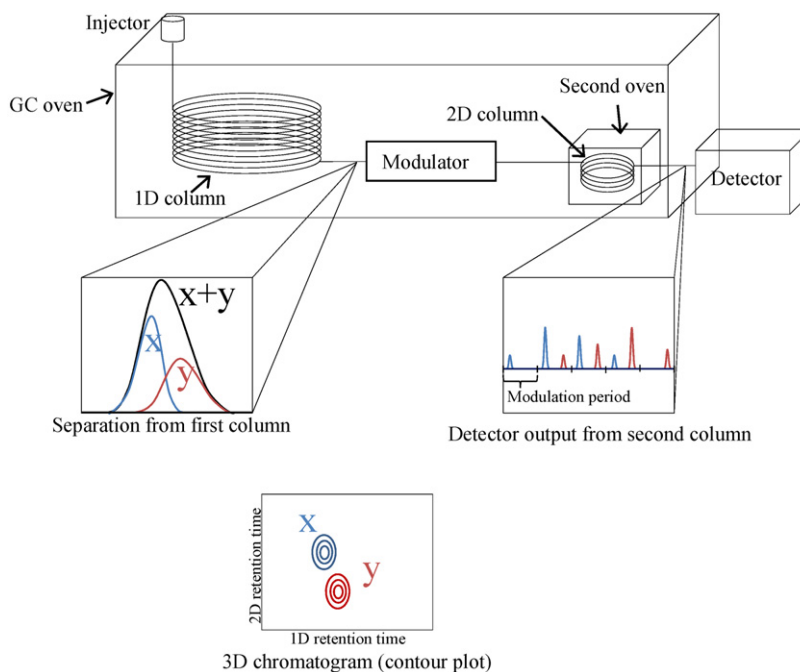 Injector
GC oven
Second oven
2D column
Modulator
Detector
1D column
x+y
x
y
Modulation period
Separation from first column
Detector output from second column
x
y
2D retention time
1D retention time
3D chromatogram (contour plot)